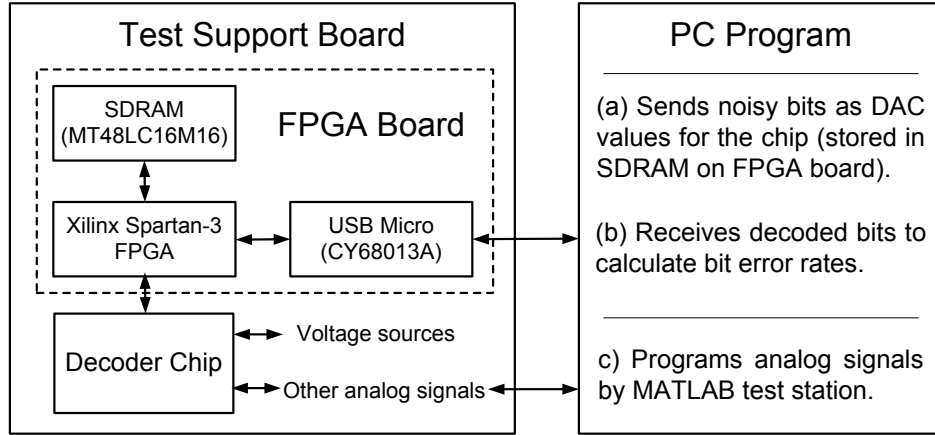 Test Support Board
SDRAM
(MT48LC16M16)
FPGA Board
Xilinx Spartan-3
FPGA
USB Micro
(CY68013A)
Decoder Chip
Voltage sources
Other analog signals
PC Program
(a) Sends noisy bits as DAC
values for the chip (stored in
SDRAM on FPGA board).
(b) Receives decoded bits to
calculate bit error rates.
c) Programs analog signals
by MATLAB test station.